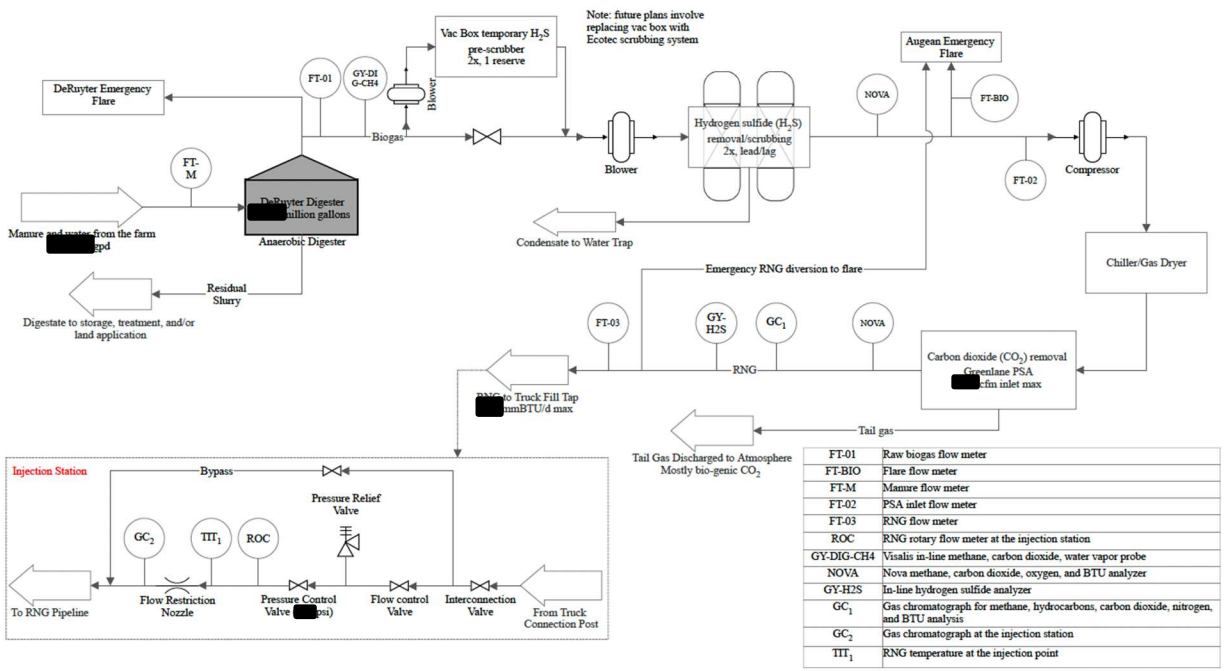 Note: future plans involve
replacing vac box with
Ecotec scrubbing system
Vac Box temporary H2S
pre-scrubber
2x, 1 reserve
Augean Emergency
Flare
DeRuyter Emergency
Flare
FT-01
GY-DI
G-CH4
Blower
NOVA
FT-BIO
Biogas
Hydrogen sulfide (H2S)
removal/scrubbing
2x, lead/lag
Blower
FT-02
Compressor
FT-
M
DeRuyter Digester
million gallons
Anaerobic Digester
Manure and water from the farm
gpd
Condensate to Water Trap
Chiller/Gas Dryer
Emergency RNG diversion to flare
Residual
Slurry
Digestate to storage, treatment, and/or
land application
FT-03
GY-
H2S
GC1
NOVA
RNG
Carbon dioxide (CO2) removal
Greenlane PSA
cfm inlet max
RNG to Truck Fill Tap
mmBTU/d max
Tail gas
Tail Gas Discharged to Atmosphere
Mostly bio-genic CO2
Injection Station
Bypass
Pressure Relief
Valve
GC2
TIT1
ROC
To RNG Pipeline
Flow Restriction
Nozzle
Pressure Control
Valve ( psi)
Flow control
Valve
Interconnection
Valve
From Truck
Connection Post
FT-01 Raw biogas flow meter
FT-BIO Flare flow meter
FT-M Manure flow meter
FT-02 PSA inlet flow meter
FT-03 RNG flow meter
ROC RNG rotary flow meter at the injection station
GY-DIG-CH4 Visalis in-line methane, carbon dioxide, water vapor probe
NOVA Nova methane, carbon dioxide, oxygen, and BTU analyzer
GY-H2S In-line hydrogen sulfide analyzer
GC1 Gas chromatograph for methane, hydrocarbons, carbon dioxide, nitrogen,
and BTU analysis
GC2 Gas chromatograph at the injection station
TIT1 RNG temperature at the injection point